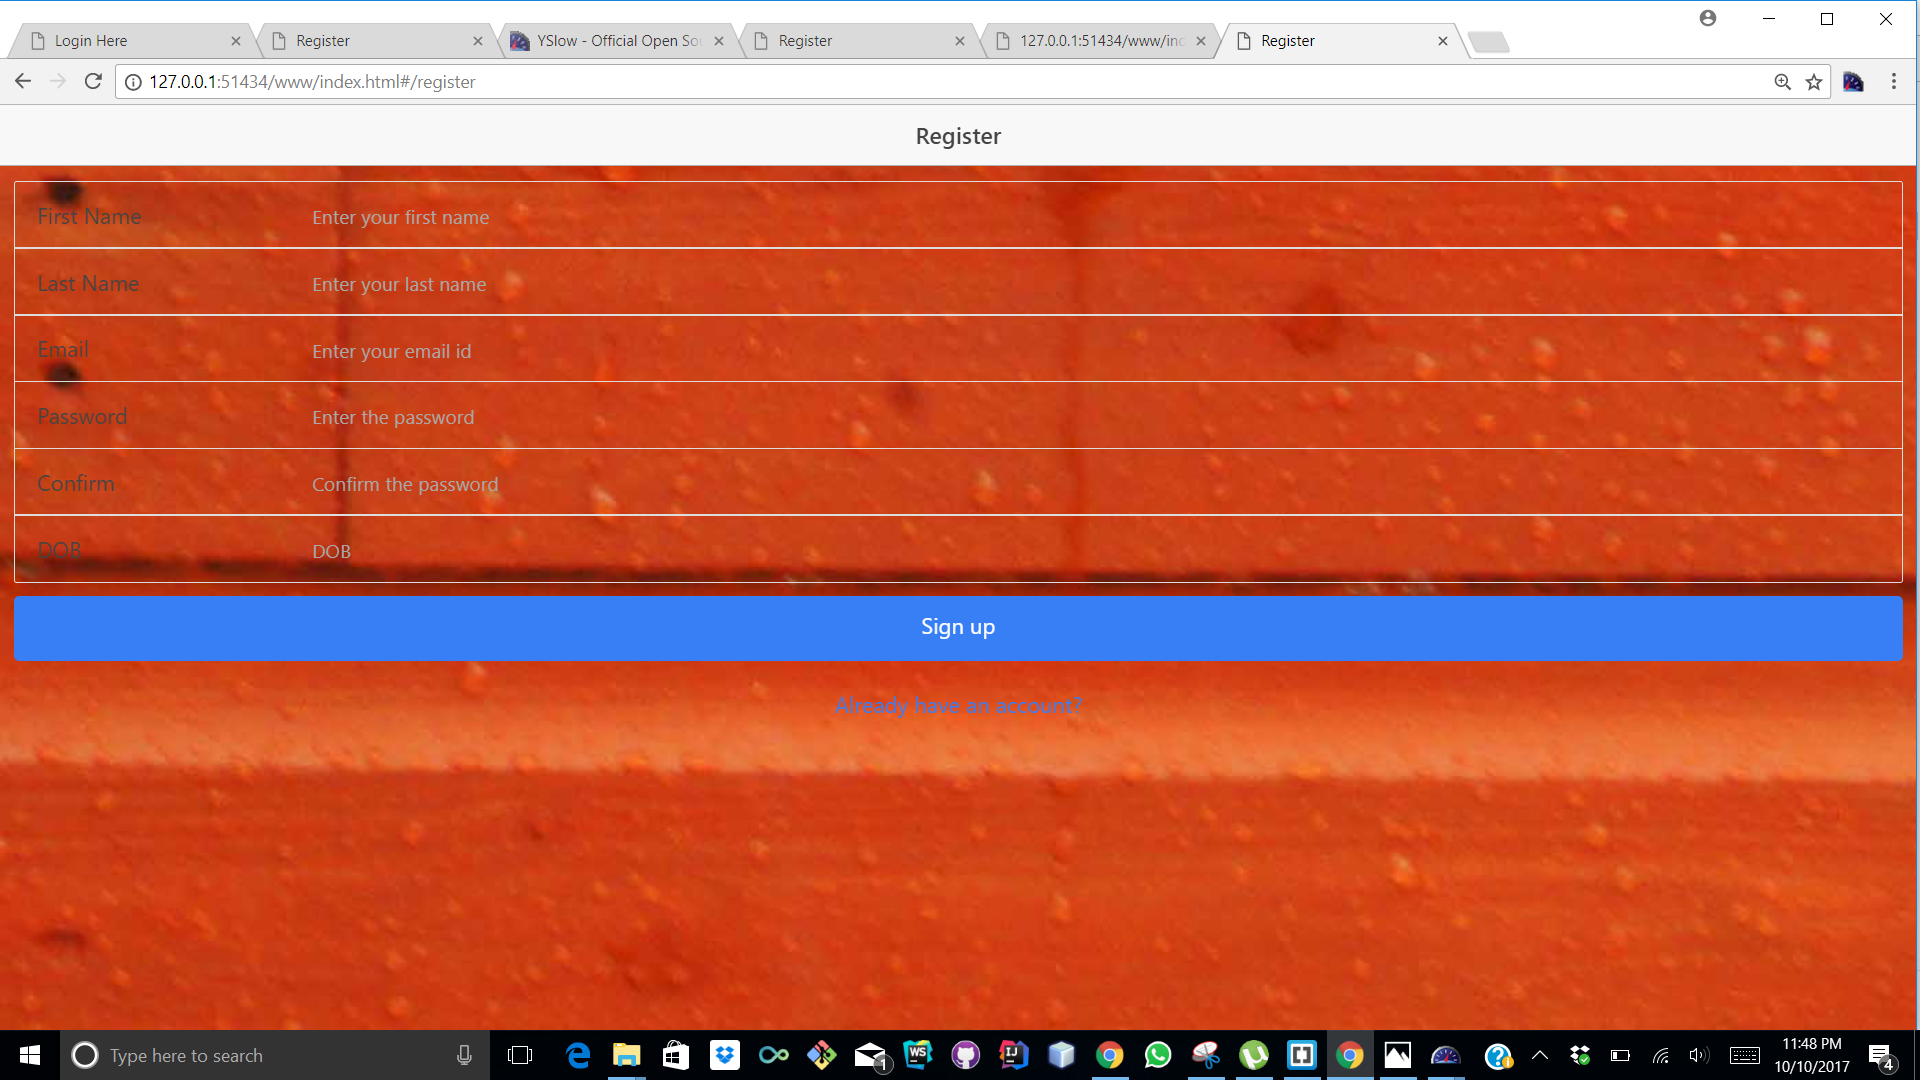 Login Here
Register
YSlow - Official Open Sou
Register
127.0.0.1:51434/www/inc
Register
127.0.0.1:51434/www/index.html#/register
Register
First Name Enter your first name
Last Name Enter your last name
Email Enter your email id
Password Enter the password
Confirm Confirm the password
DOB DOB
Sign up
Already have an account?
Type here to search
1
WS
IJ
11:48 PM
10/10/2017
4